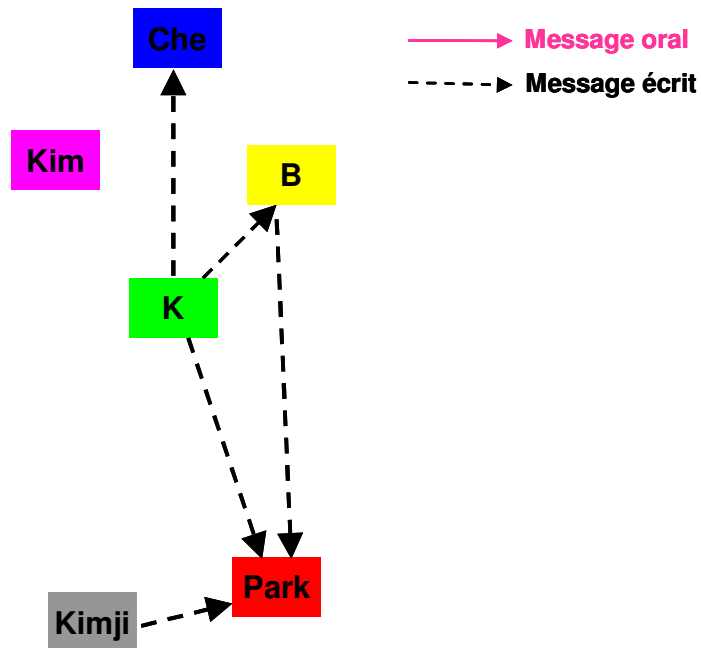 Che
Message oral
Message écrit
Kim
B
K
Park
Kimji